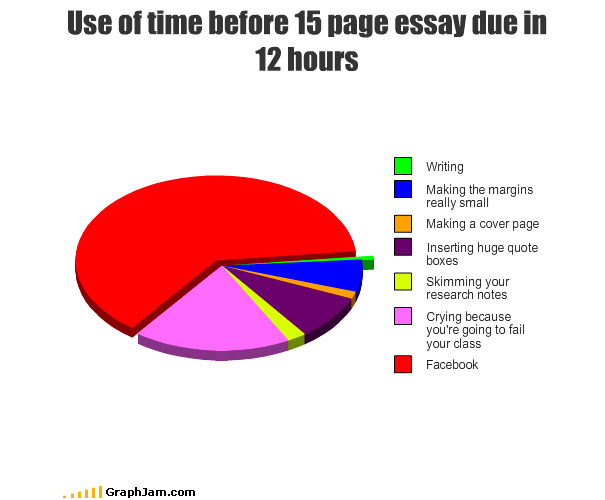 Use of time before 15 page essay due in
12 hours
Writing
Making the margins
really small
Making a cover page
Inserting huge quote
boxes
Skimming your
research notes
Crying because
you're going to fail
your class
Facebook
GraphJam.com